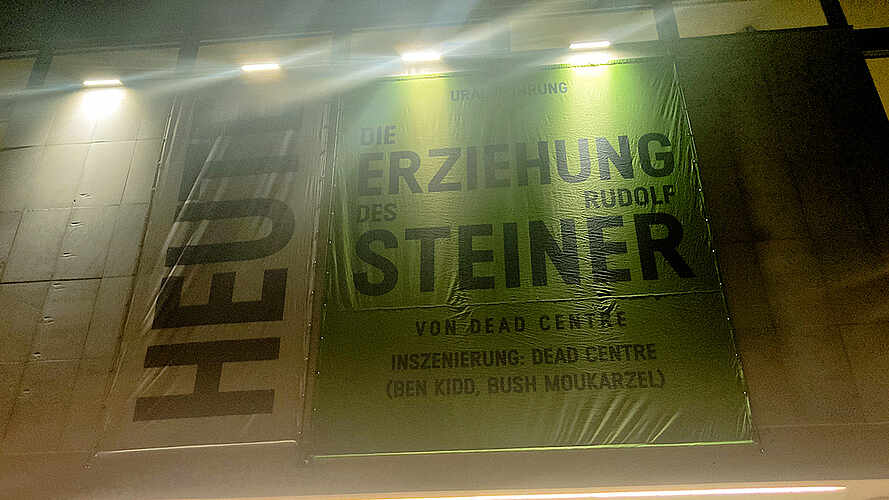 HEUTE
URAUFFÜHRUNG
DIE
ERZIEHUNG
DES RUDOLF
STEINER
VON DEAD CENTRE
INSZENIERUNG: DEAD CENTRE
(BEN KIDD, BUSH MOUKARZEL)